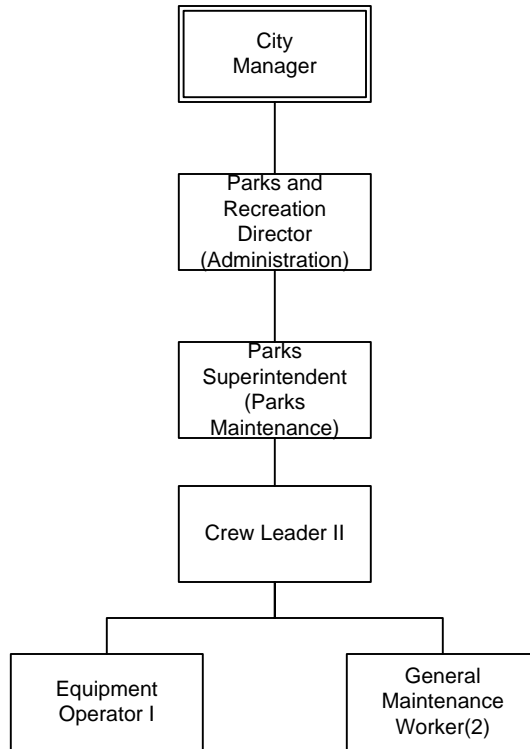 City
Manager
Parks and
Recreation
Director
(Administration)
Parks
Superintendent
(Parks
Maintenance)
Crew Leader II
Equipment
Operator I
General
Maintenance
Worker(2)